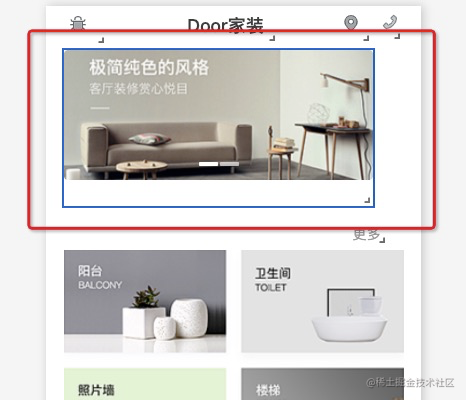 Door家装
极简纯色的风格
客厅装修赏心悦目
更多
阳台
BALCONY
卫生间
TOILET
照片墙
楼梯
@稀土掘金技术社区